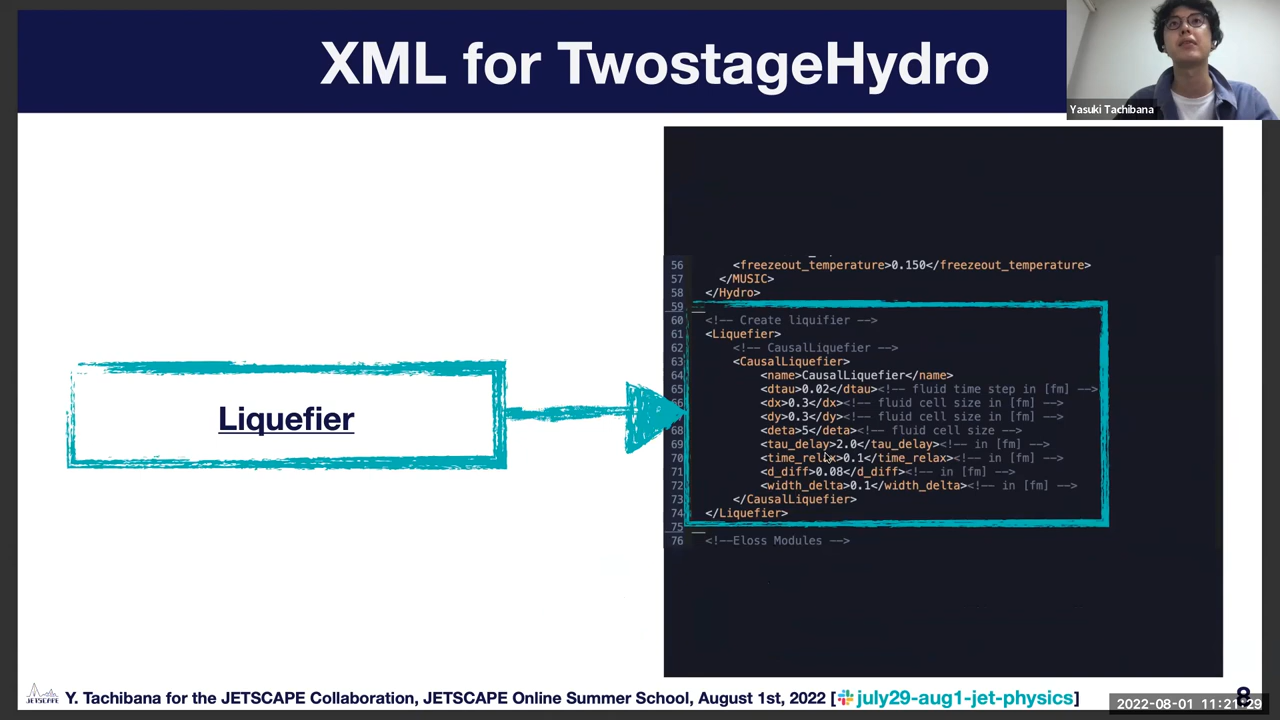 XML for TwostageHydro
Yasuki Tachibana
56 <freezeout_temperature>0.150</freezeout_temperature>
57 </MUSIC>
58 </Hydro>
59
60 <!-- Create liquifier -->
61 <Liquefier>
62 <!-- CausalLiquefier -->
63 <CausalLiquefier>
64 <name>CausalLiquefier</name>
65 <dtau>0.02</dtau><!-- fluid time step in [fm] -->
66 <dx>0.3</dx><!-- fluid cell size in [fm] -->
67 <dy>0.3</dy><!-- fluid cell size in [fm] -->
68 <deta>5</deta><!-- fluid cell size -->
69 <tau_delay>2.0</tau_delay><!-- in [fm] -->
70 <time_relax>0.1</time_relax><!-- in [fm] -->
71 <d_diff>0.08</d_diff><!-- in [fm] -->
72 <width_delta>0.1</width_delta><!-- in [fm] -->
73 </CausalLiquefier>
74 </Liquefier>
75
76 <!--Eloss Modules -->
Liquefier
JETSCAPE
Y. Tachibana for the JETSCAPE Collaboration, JETSCAPE Online Summer School, August 1st, 2022 [july29-aug1-jet-physics]
8
2022-08-01 11:21:29